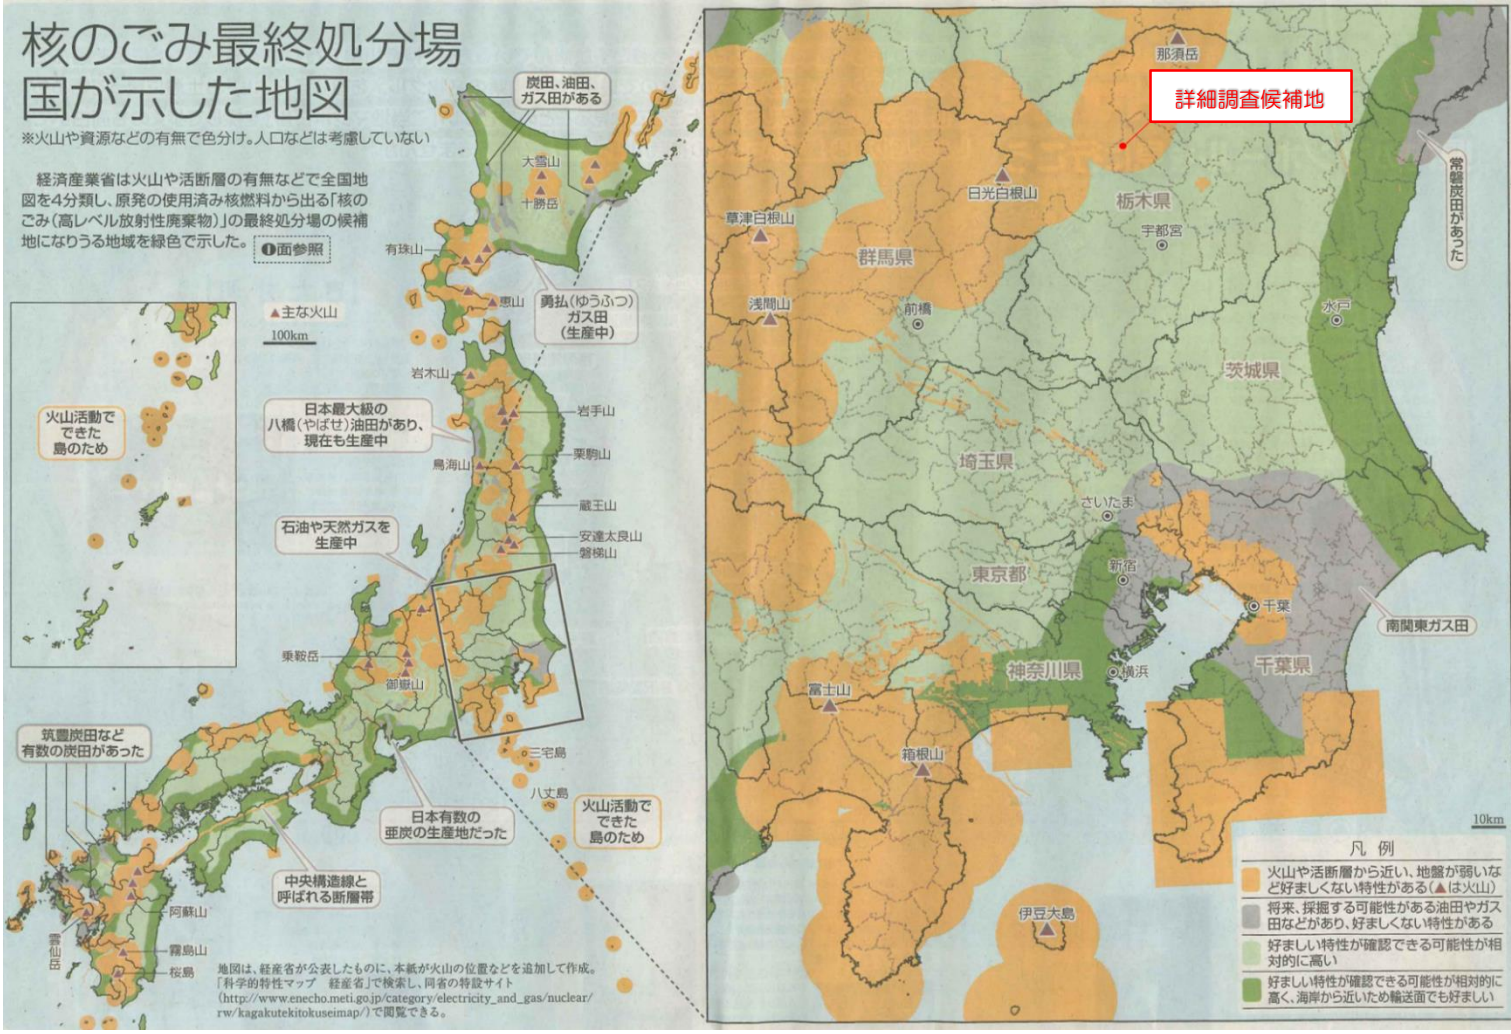 核のごみ最終処分場
国が示した地図
※火山や資源などの有無で色分け。人口などは考慮していない
経済産業省は火山や活断層の有無などで全国地
図を4分類し、原発の使用済み核燃料から出る「核の
ごみ(高レベル放射性廃棄物)」の最終処分場の候補
地になりうる地域を緑色で示した。
❶面参照
▲主な火山
100km
火山活動で
できた
島のため
炭田、油田、
ガス田がある
大雪山
十勝岳
有珠山
恵山
勇払(ゆうふつ)
ガス田
(生産中)
岩木山
日本最大級の
八橋(やばせ)油田があり、
現在も生産中
岩手山
鳥海山
栗駒山
蔵王山
石油や天然ガスを
生産中
安達太良山
磐梯山
乗鞍岳
御嶽山
筑豊炭田など
有数の炭田があった
三宅島
八丈島
火山活動で
できた
島のため
日本有数の
亜炭の生産地だった
中央構造線と
呼ばれる断層帯
阿蘇山
雲仙岳
霧島山
桜島
地図は、経産省が公表したものに、本紙が火山の位置などを追加して作成。
「科学的特性マップ 経産省」で検索し、同省の特設サイト
(http://www.enecho.meti.go.jp/category/electricity_and_gas/nuclear/
rw/kagakutekitokuseimap/)で閲覧できる。
那須岳
詳細調査候補地
日光白根山
栃木県
宇都宮
常磐炭田があった
草津白根山
群馬県
浅間山
前橋
水戸
茨城県
埼玉県
さいたま
東京都
新宿
千葉
南関東ガス田
千葉県
神奈川県
横浜
富士山
箱根山
伊豆大島
10km
凡例
火山や活断層から近い、地盤が弱いな
ど好ましくない特性がある(▲は火山)
将来、採掘する可能性がある油田やガス
田などがあり、好ましくない特性がある
好ましい特性が確認できる可能性が相
対的に高い
好ましい特性が確認できる可能性が相対的に
高く、海岸から近いため輸送面でも好ましい